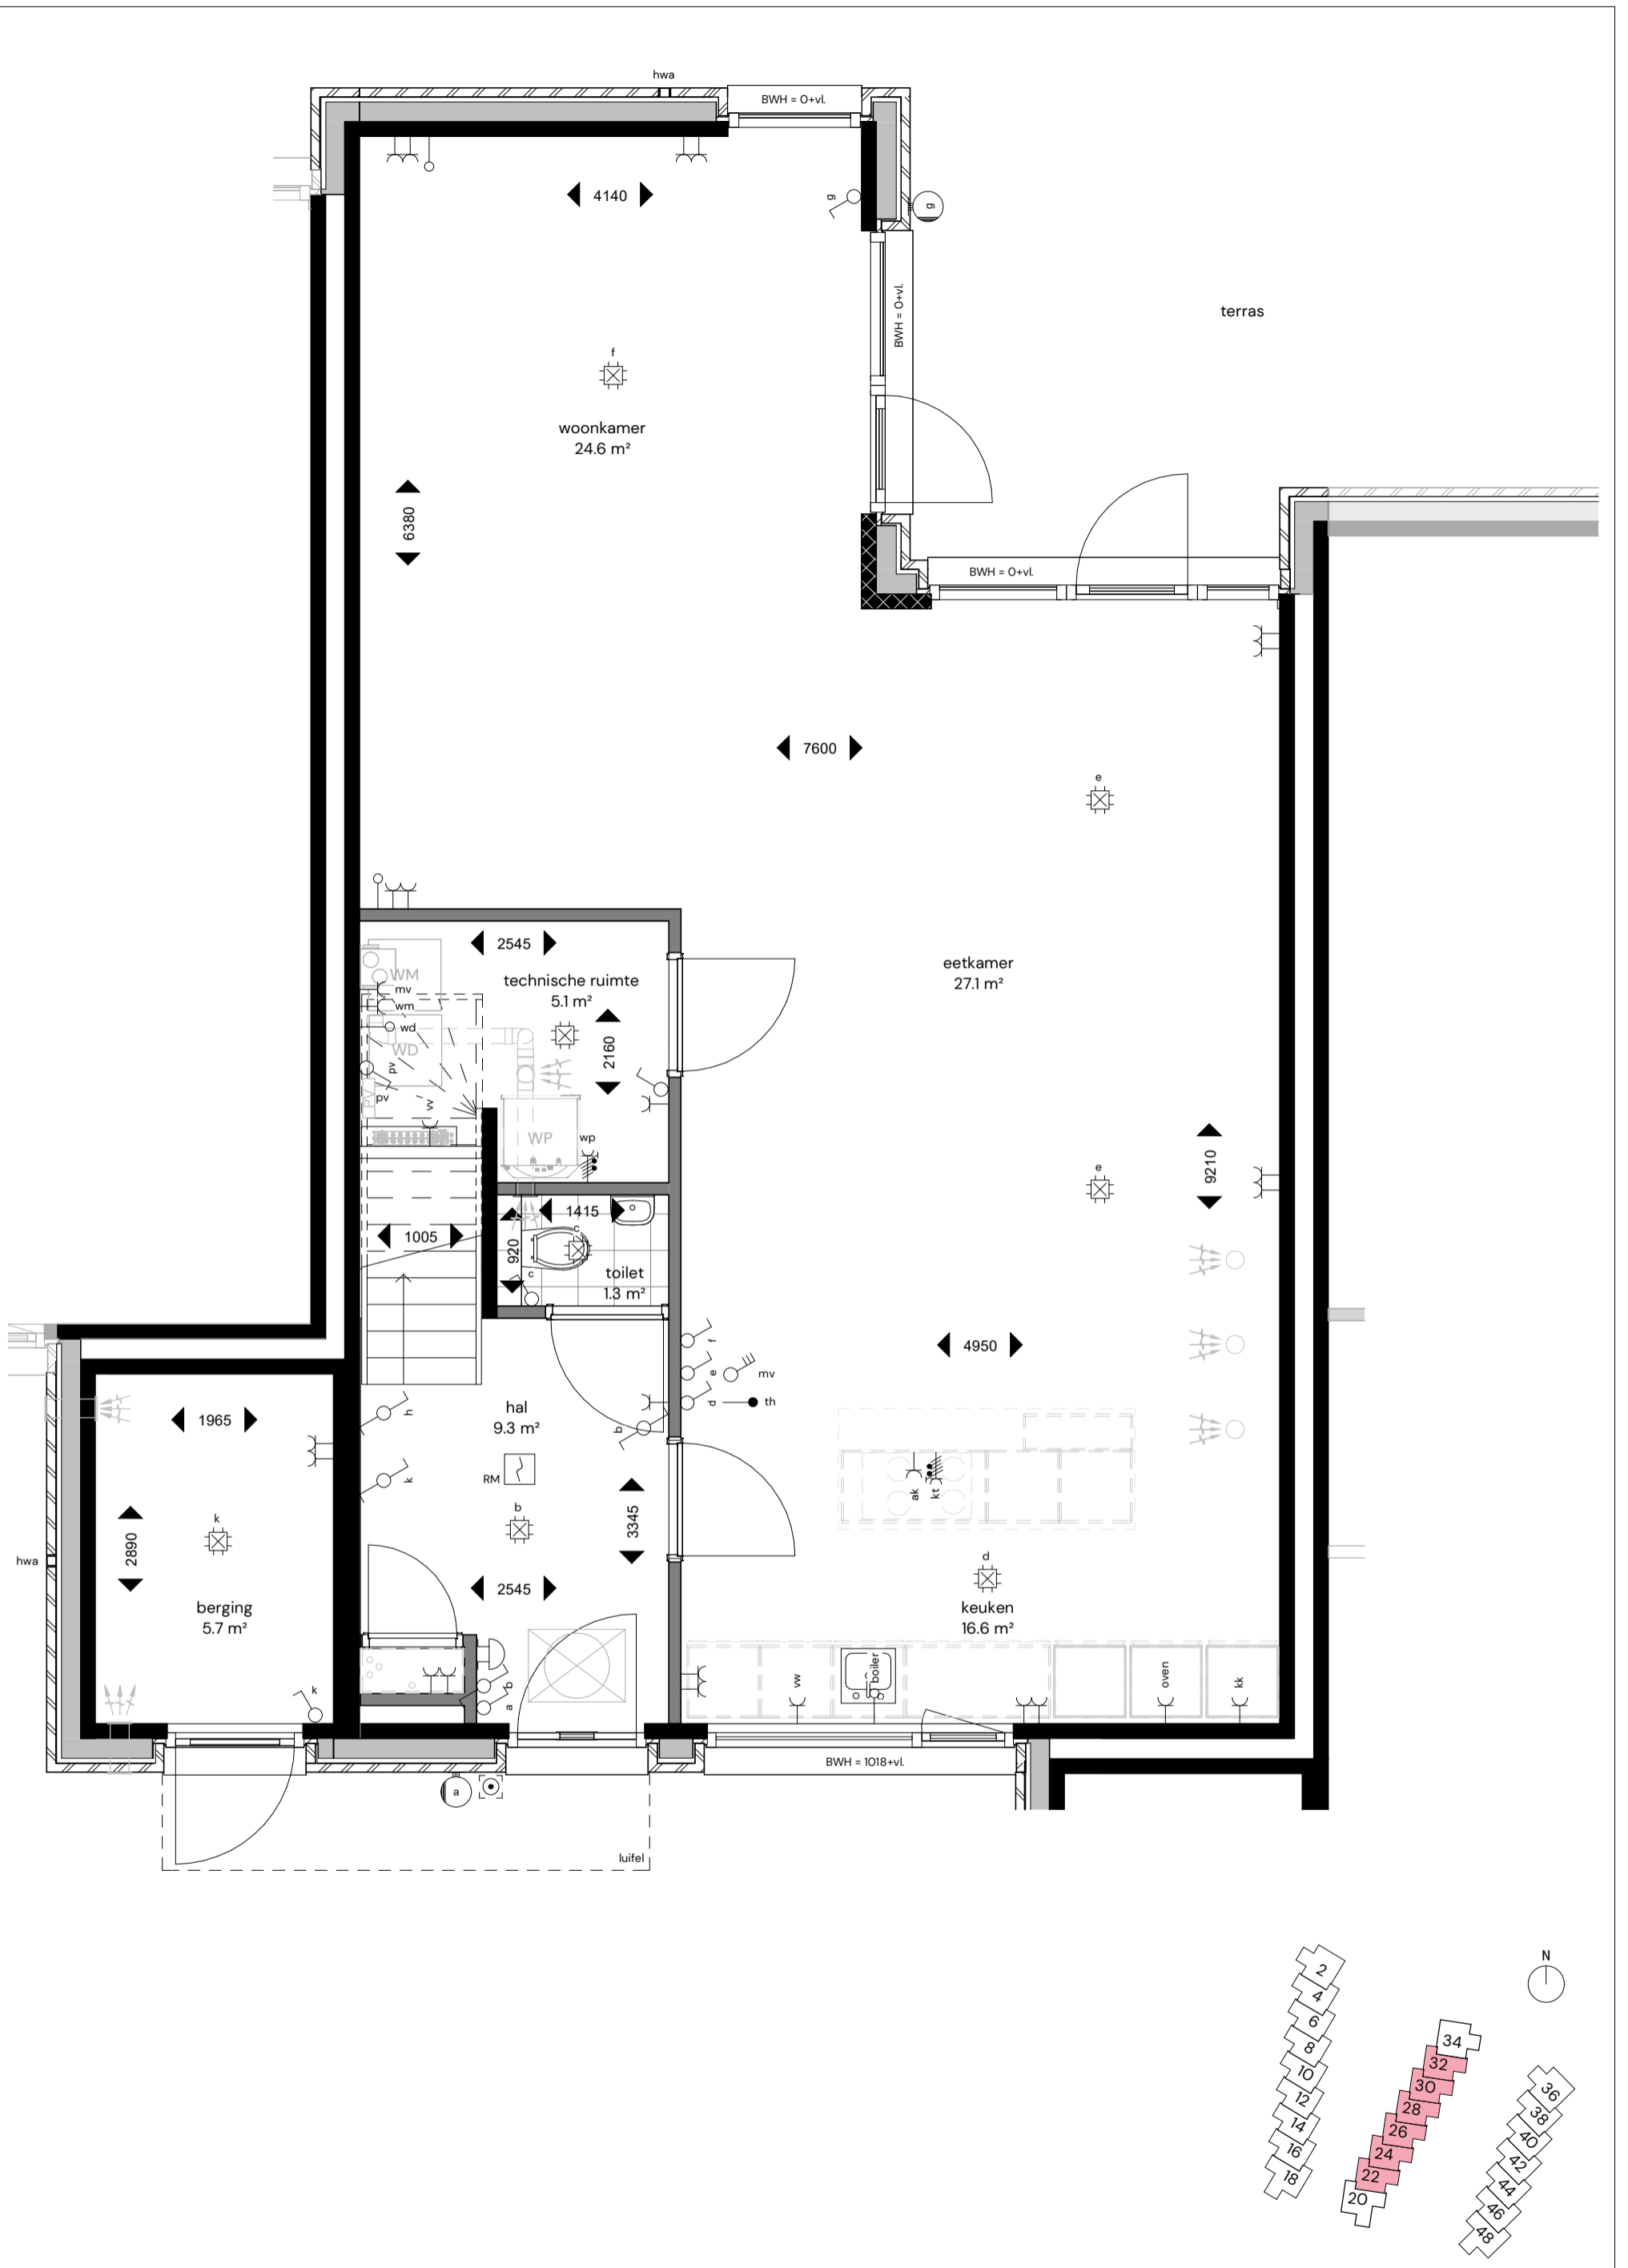 hwa
BWH = 0+vl.
4140
g
g
BWH = 0+vl.
terras
f
woonkamer
24.6 m²
6380
BWH = 0+vl.
7600
e
2545
technische ruimte
5.1 m²
eetkamer
27.1 m²
WM
mv
wm
wd
WD
2160
pv
pv
PV
vv
WP
wp
9210
e
1415
1005
920
c
c
toilet
1.3 m²
f
4950
e
mv
d
th
hal
9.3 m²
h
b
1965
k
RM
ak
kt
b
3345
k
2890
hwa
d
2545
berging
5.7 m²
keuken
16.6 m²
boiler
vv
oven
kk
k
b
a
BWH = 1018+vl.
a
luifel
N
2
4
6
8
10
12
14
16
18
34
32
30
28
26
24
22
20
36
38
40
42
44
46
48